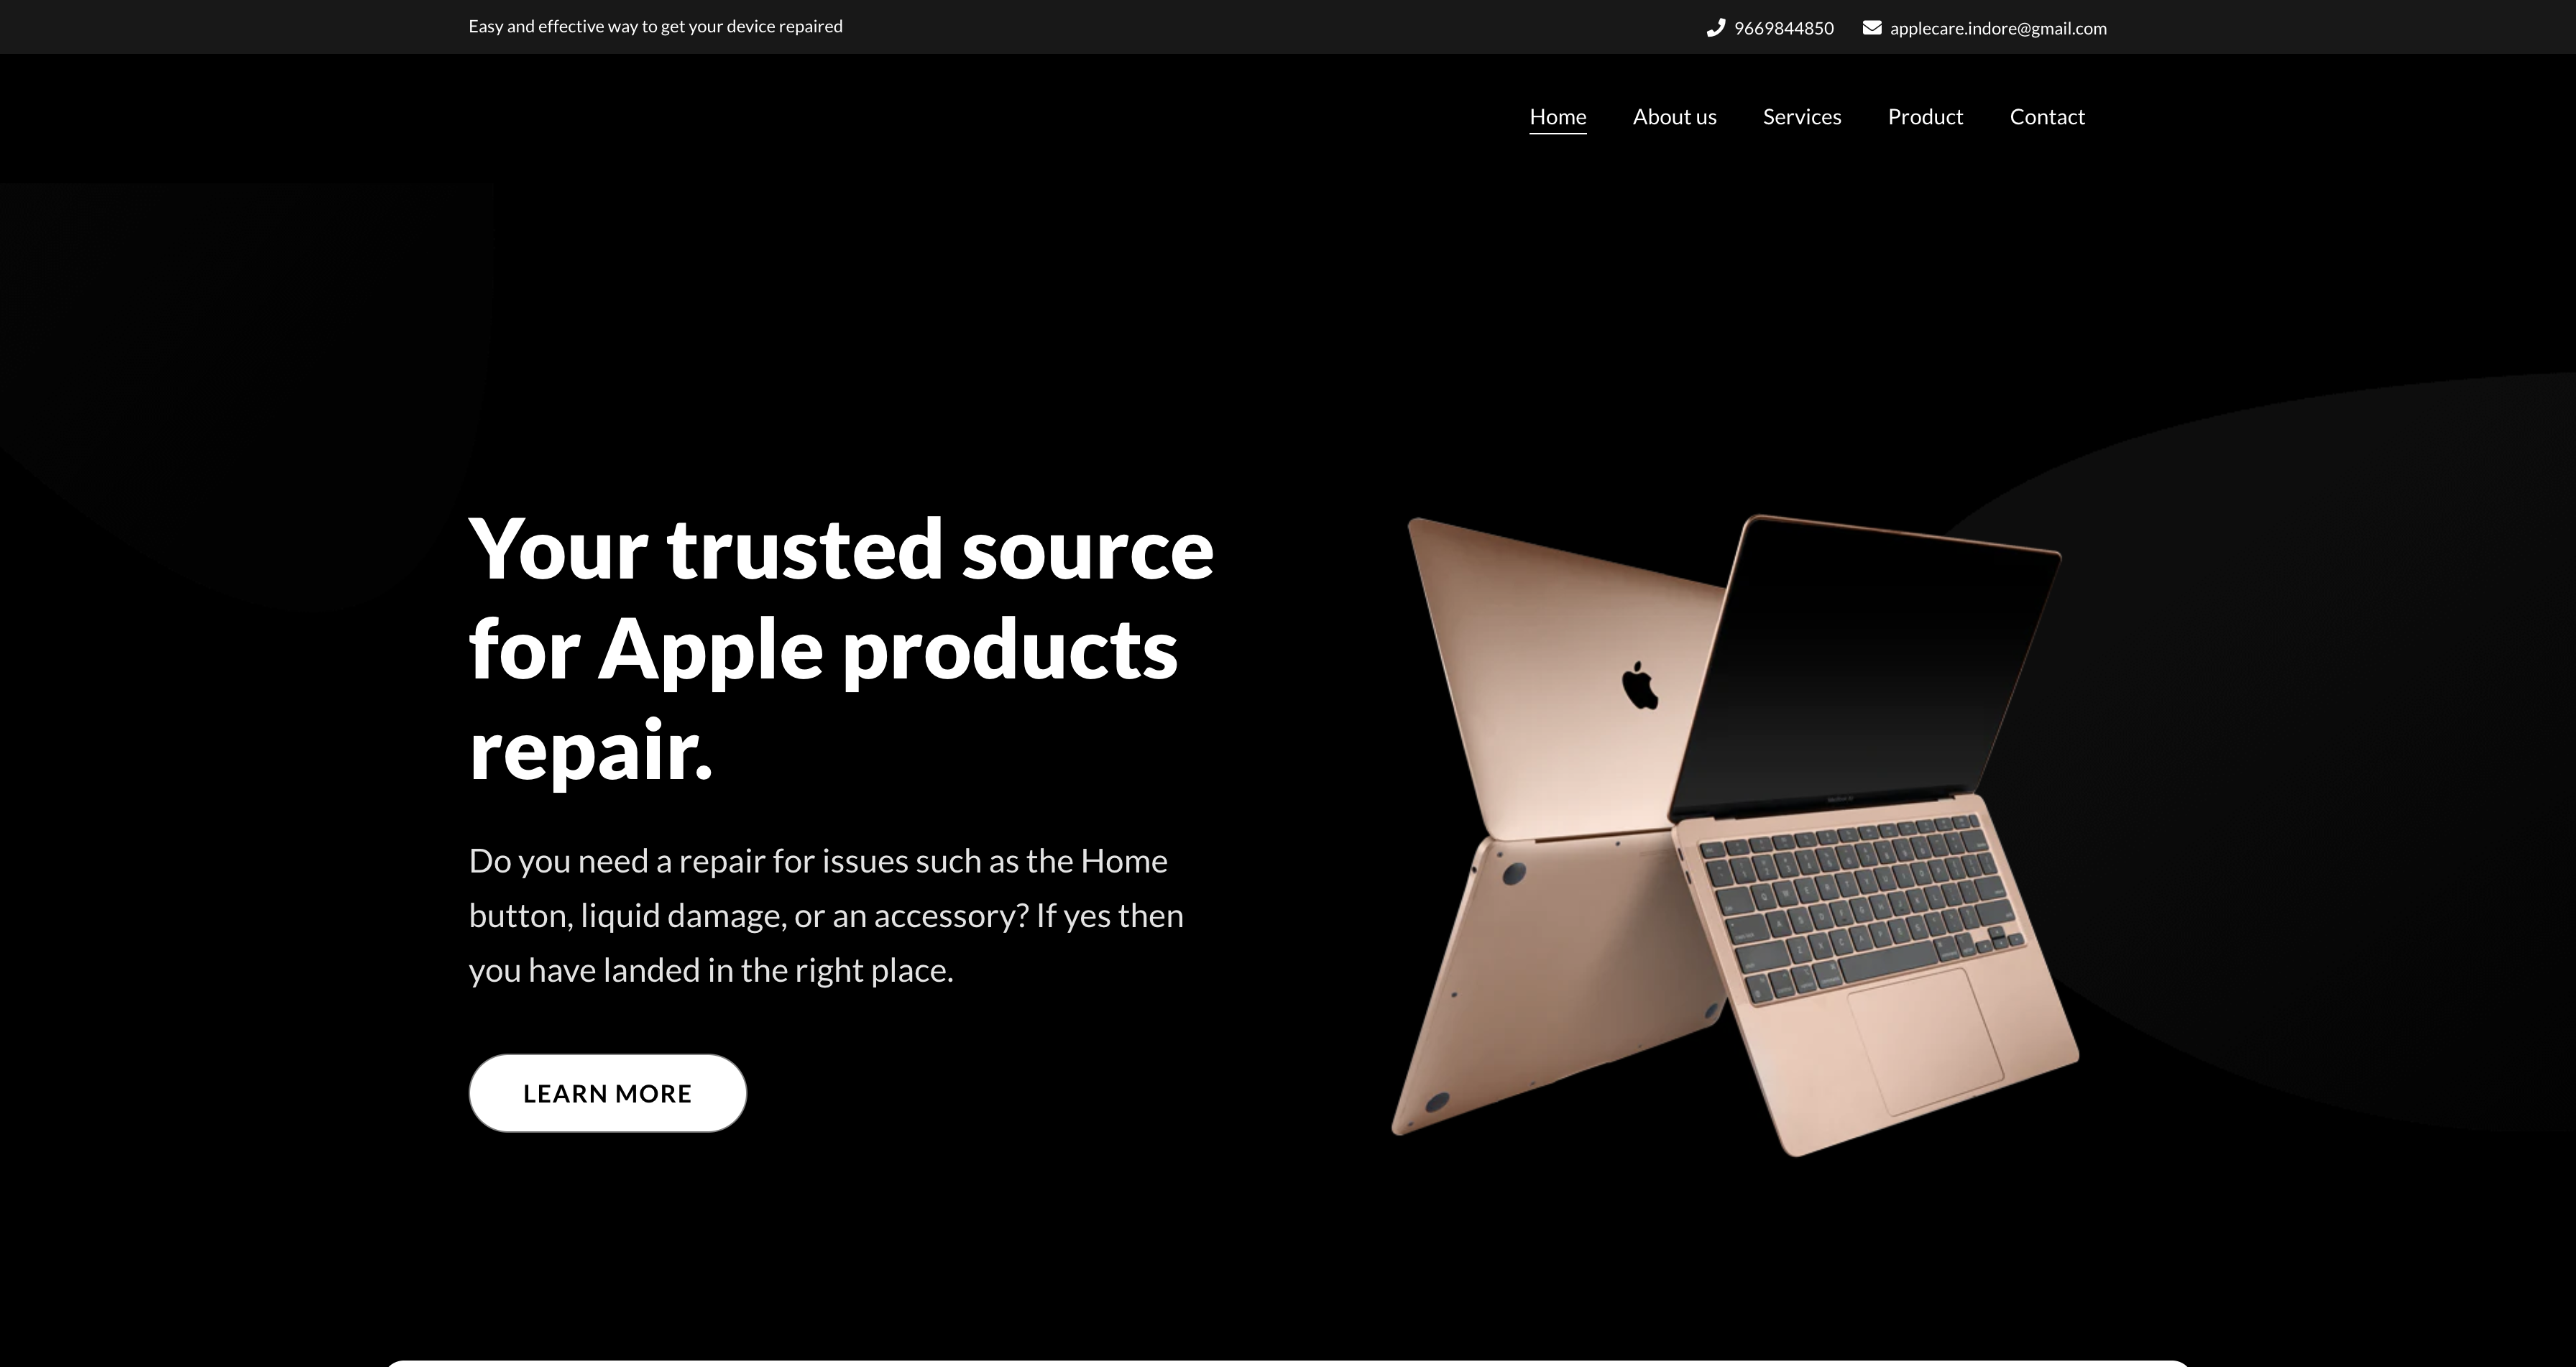 Easy and effective way to get your device repaired
9669844850 applecare.indore@gmail.com
Home About us Services Product Contact
Your trusted source
for Apple products
repair.
Do you need a repair for issues such as the Home
button, liquid damage, or an accessory? If yes then
you have landed in the right place.
LEARN MORE